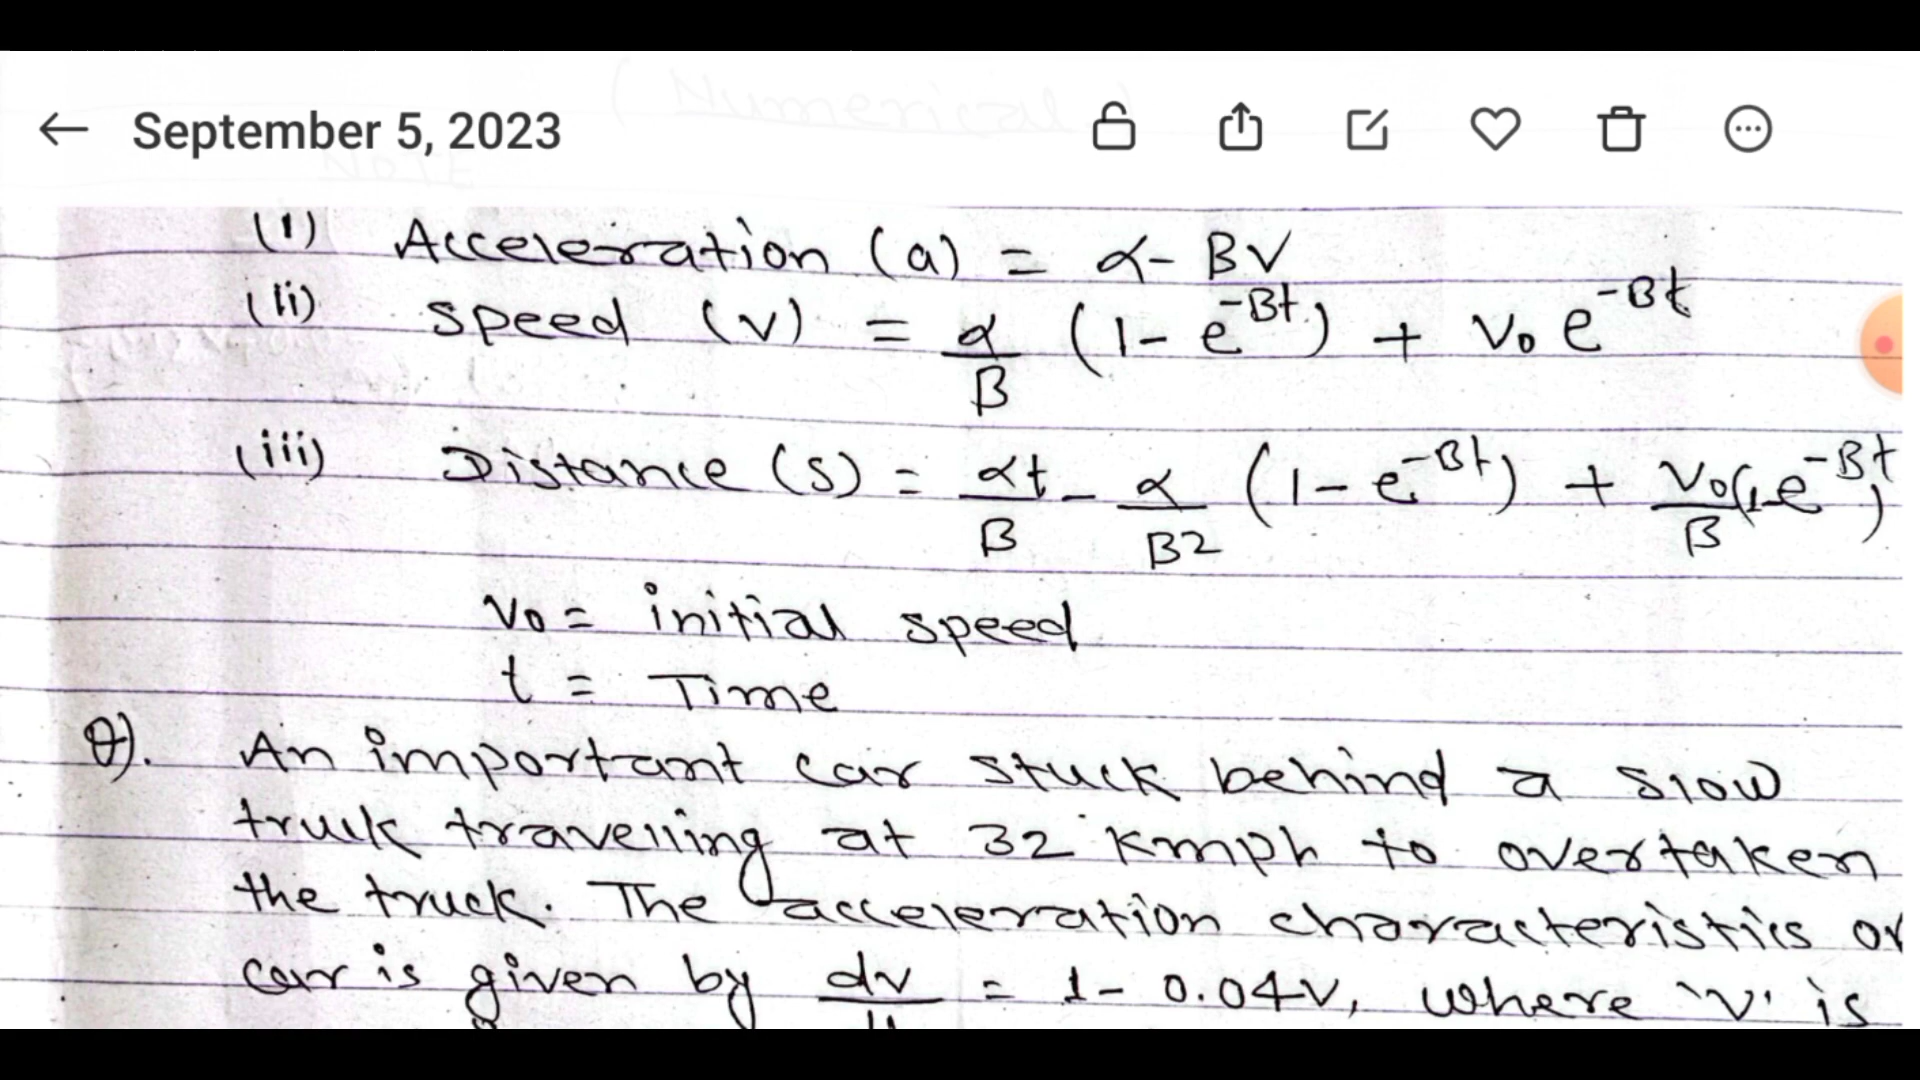 September 5, 2023
(i) Acceleration (a) = α - βV
(ii) Speed (V) = α/β (1 - e^-βt) + V₀ e^-βt
(iii) Distance (S) = αt/β - α/β2 (1 - e^-βt) + V₀/β (1-e^-βt)
V₀ = initial speed
t = Time
Q). An important car stuck behind a slow
truck travelling at 32 kmph to overtaken
the truck. The acceleration characteristics of
car is given by dv = 1 - 0.04V, where 'V' is